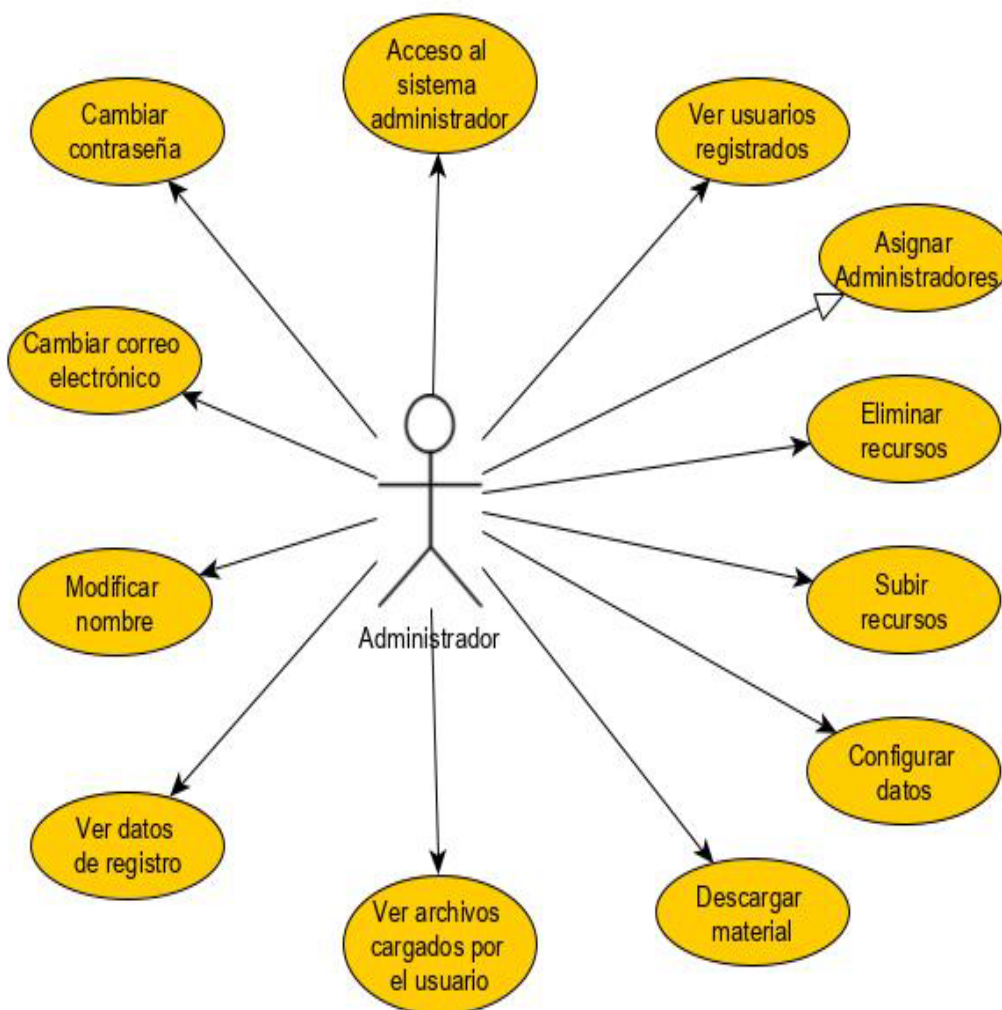 Acceso al
sistema
administrador
Cambiar
contraseña
Ver usuarios
registrados
Asignar
Administradores
Cambiar correo
electrónico
Eliminar
recursos
Modificar
nombre
Subir
recursos
Administrador
Configurar
datos
Ver datos
de registro
Ver archivos
cargados por
el usuario
Descargar
material